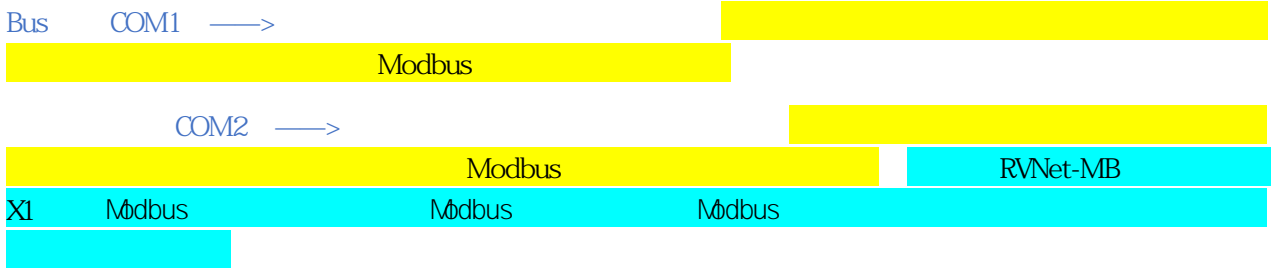 Bus COM1 ——>
Modbus
COM2 ——>
Modbus RVNet-MB
X1 Modbus Modbus Modbus